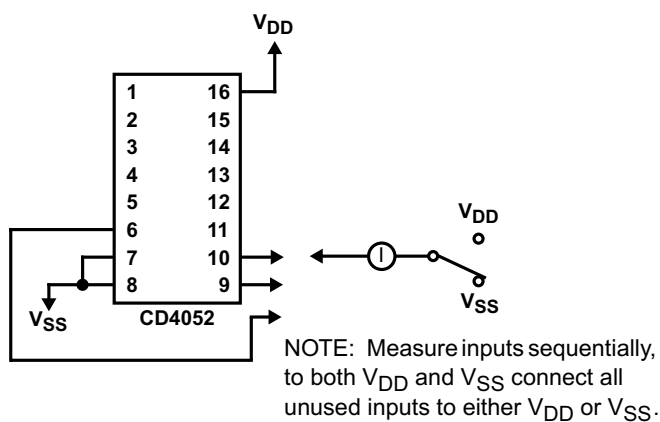 VDD
1 16
2 15
3 14
4 13
5 12
6 11
7 10
8 9
VSS
CD4052
I
VDD
VSS
NOTE: Measure inputs sequentially,
to both VDD and VSS connect all
unused inputs to either VDD or VSS.